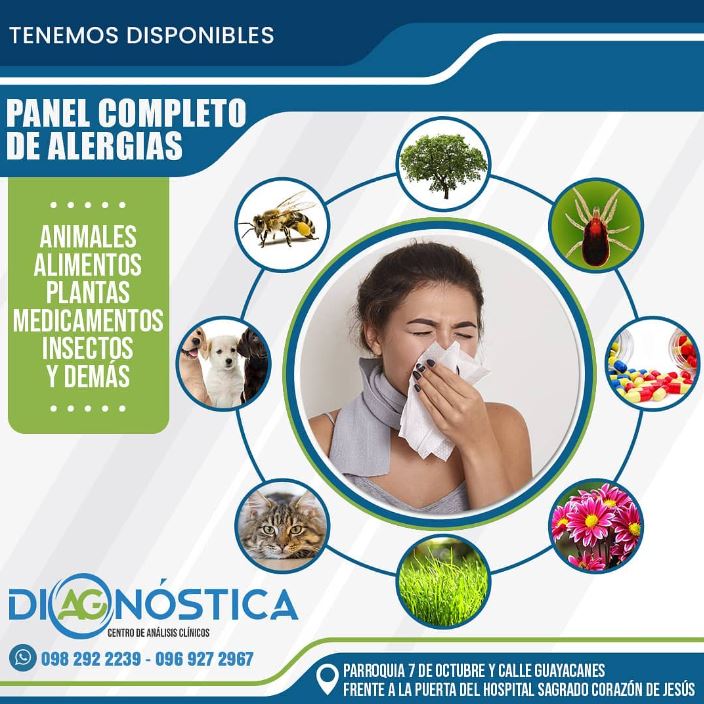 TENEMOS DISPONIBLES
PANEL COMPLETO
DE ALERGIAS
ANIMALES
ALIMENTOS
PLANTAS
MEDICAMENTOS
INSECTOS
Y DEMÁS
DIAGNÓSTICA
CENTRO DE ANÁLISIS CLÍNICOS
098 292 2239 - 096 927 2967
PARROQUIA 7 DE OCTUBRE Y CALLE GUAYACANES
FRENTE A LA PUERTA DEL HOSPITAL SAGRADO CORAZÓN DE JESÚS